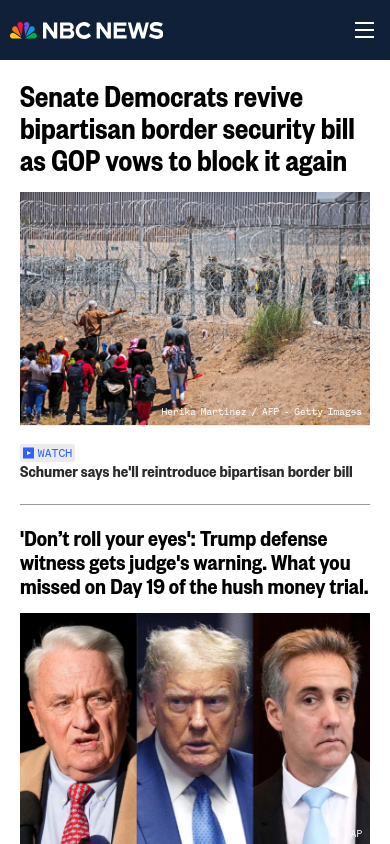 NBC NEWS
Senate Democrats revive
bipartisan border security bill
as GOP vows to block it again
Herika Martinez / AFP - Getty Images
WATCH
Schumer says he'll reintroduce bipartisan border bill
'Don’t roll your eyes': Trump defense
witness gets judge's warning. What you
missed on Day 19 of the hush money trial.
AP